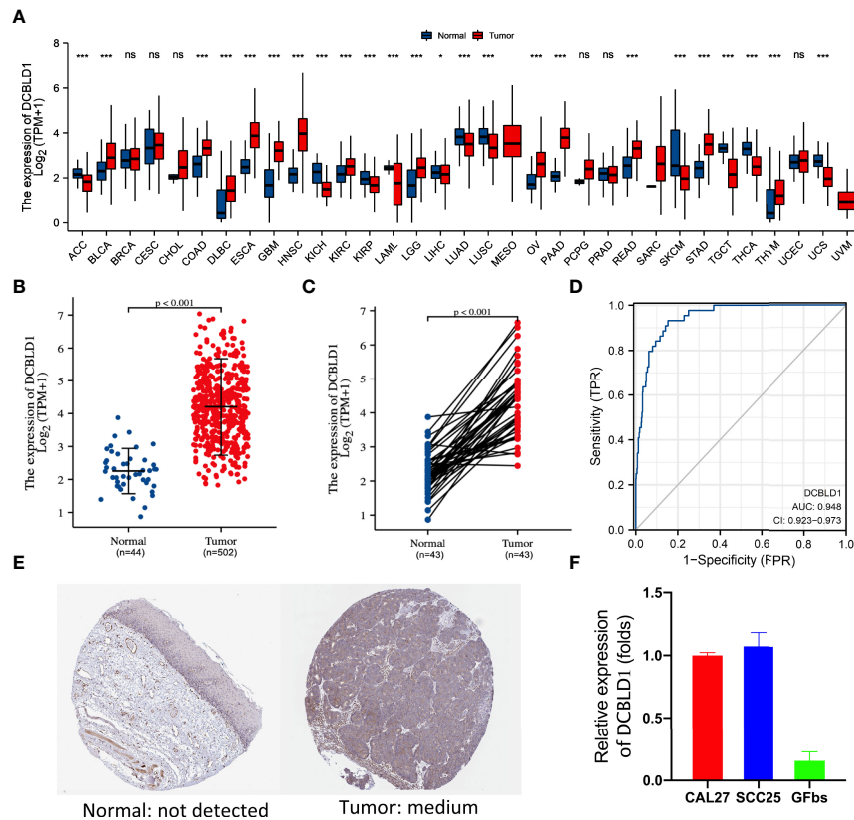 A
Normal Tumor
The expression of DCBLD1
Log2 (TPM+1)
8
6
4
2
0
*** *** ns ns ns *** *** *** *** *** *** *** *** *** *** * *** *** *** *** ns ns *** *** *** *** *** *** ns ***
ACC BLCA BRCA CESC CHOL COAD DLBC ESCA GBM HNSC KICH KIRC KIRP LAML LGG LIHC LUAD LUSC MESO OV PAAD PCPG PRAD READ SARC SKCM STAD TGCT THCA TH1M UCEC UCS UVM
B
The expression of DCBLD1
Log2 (TPM+1)
7
6
5
4
3
2
1
p < 0.001
Normal
(n=44)
Tumor
(n=502)
C
The expression of DCBLD1
Log2 (TPM+1)
7
6
5
4
3
2
1
p < 0.001
Normal
(n=43)
Tumor
(n=43)
D
Sensitivity (TPR)
1.0
0.8
0.6
0.4
0.2
0.0
DCBLD1
AUC: 0.948
CI: 0.923–0.973
0.0 0.2 0.4 0.6 0.8 1.0
1−Specificity (FPR)
E
Normal: not detected
Tumor: medium
F
Relative expression
of DCBLD1 (folds)
1.5
1.0
1.5
0.0
CAL27 SCC25 GFbs